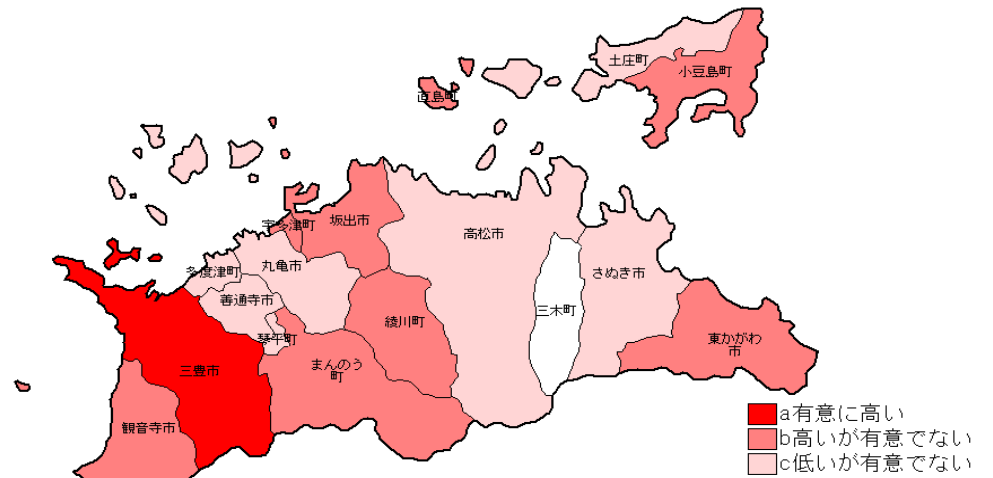 土庄町
小豆島町
直島町
宇多津町
坂出市
高松市
多度津町
丸亀市
さぬき市
善通寺市
綾川町
三木町
琴平町
まんのう
町
東かがわ
市
三豊市
観音寺市
a有意に高い
b高いが有意でない
c低いが有意でない